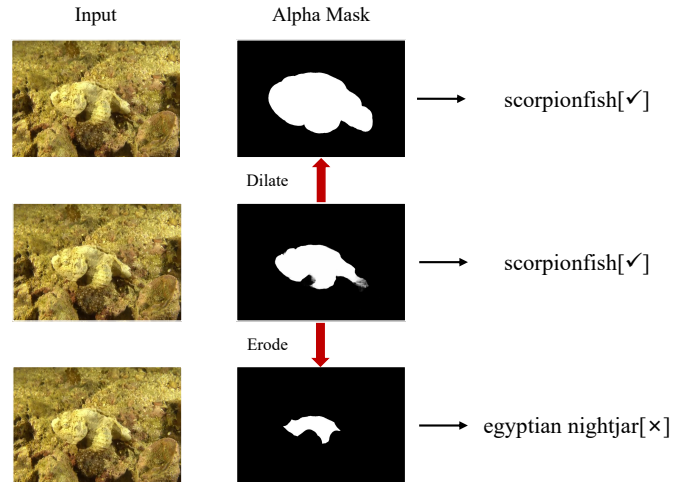 Input
Alpha Mask
scorpionfish[✓]
Dilate
scorpionfish[✓]
Erode
egyptian nightjar[×]